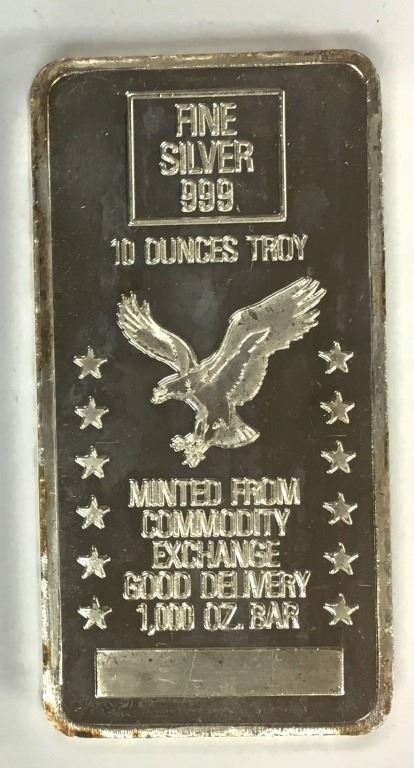 FINE
SILVER
999
10 OUNCES TROY
MINTED FROM
COMMODITY
EXCHANGE
GOOD DELIVERY
1,000 OZ. BAR